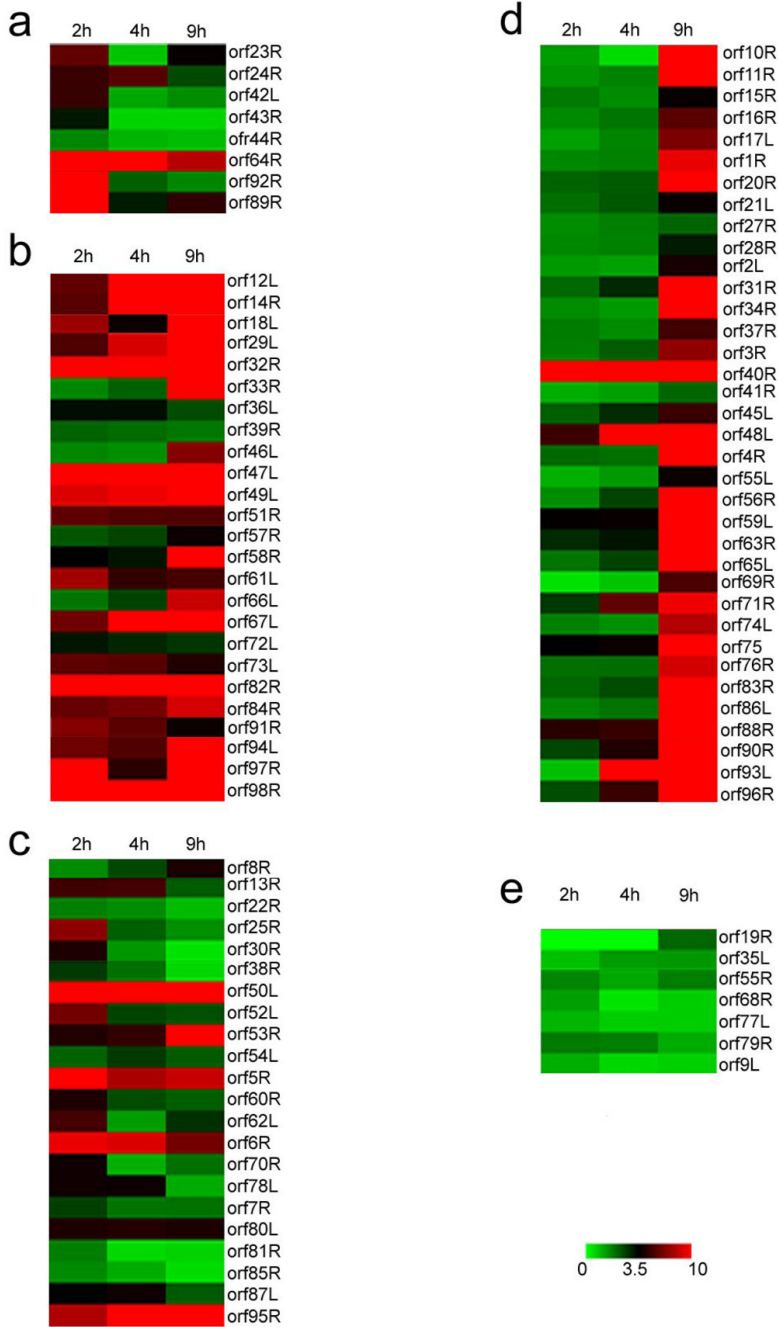 a
2h 4h 9h
orf23R
orf24R
orf42L
orf43R
ofr44R
orf64R
orf92R
orf89R
b
2h 4h 9h
orf12L
orf14R
orf18L
orf29L
orf32R
orf33R
orf36L
orf39R
orf46L
orf47L
orf49L
orf51R
orf57R
orf58R
orf61L
orf66L
orf67L
orf72L
orf73L
orf82R
orf84R
orf91R
orf94L
orf97R
orf98R
c
2h 4h 9h
orf8R
orf13R
orf22R
orf25R
orf30R
orf38R
orf50L
orf52L
orf53R
orf54L
orf5R
orf60R
orf62L
orf6R
orf70R
orf78L
orf7R
orf80L
orf81R
orf85R
orf87L
orf95R
d
2h 4h 9h
orf10R
orf11R
orf15R
orf16R
orf17L
orf1R
orf20R
orf21L
orf27R
orf28R
orf2L
orf31R
orf34R
orf37R
orf3R
orf40R
orf41R
orf45L
orf48L
orf4R
orf55L
orf56R
orf59L
orf63R
orf65L
orf69R
orf71R
orf74L
orf75
orf76R
orf83R
orf86L
orf88R
orf90R
orf93L
orf96R
e
2h 4h 9h
orf19R
orf35L
orf55R
orf68R
orf77L
orf79R
orf9L
0 3.5 10